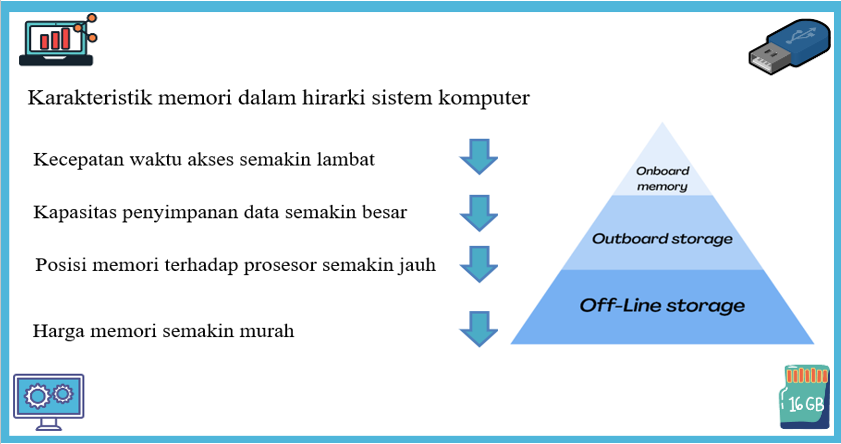 Karakteristik memori dalam hirarki sistem komputer
Kecepatan waktu akses semakin lambat
Kapasitas penyimpanan data semakin besar
Posisi memori terhadap prosesor semakin jauh
Harga memori semakin murah
Onboard
memory
Outboard storage
Off-Line storage
16 GB